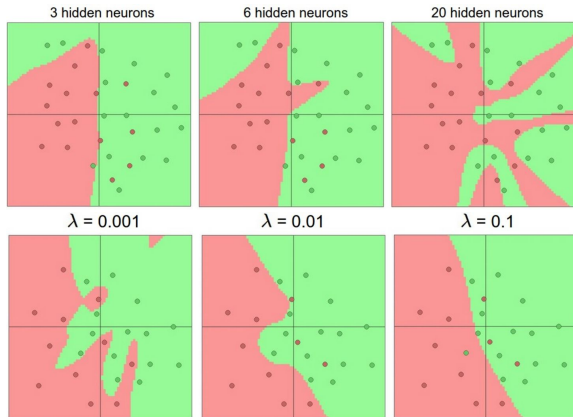 3 hidden neurons
6 hidden neurons
20 hidden neurons
λ = 0.001
λ = 0.01
λ = 0.1